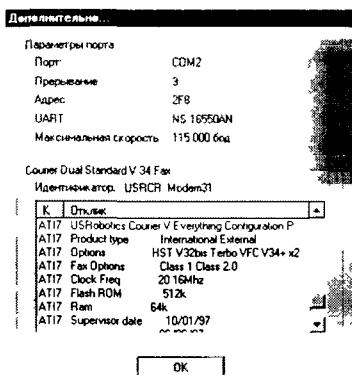 Дополнительно...
Параметры порта
Порт: COM2
Прерывание 3
Адрес 2F8
UART NS 16550AN
Максимальная скорость 115 000 бод
Courier Dual Standard V 34 Fax
Идентификатор. USRCR Modem31
К Отклик
ATI7 USRobotics Courier V Everything Configuration P
ATI7 Product type International External
ATI7 Options HST V32bis Terbo VFC V34+ x2
ATI7 Fax Options Class 1 Class 2.0
ATI7 Clock Freq 20 16Mhz
ATI7 Flash ROM 512k
ATI7 Ram 64k
ATI7 Supervisor date 10/01/97
OK